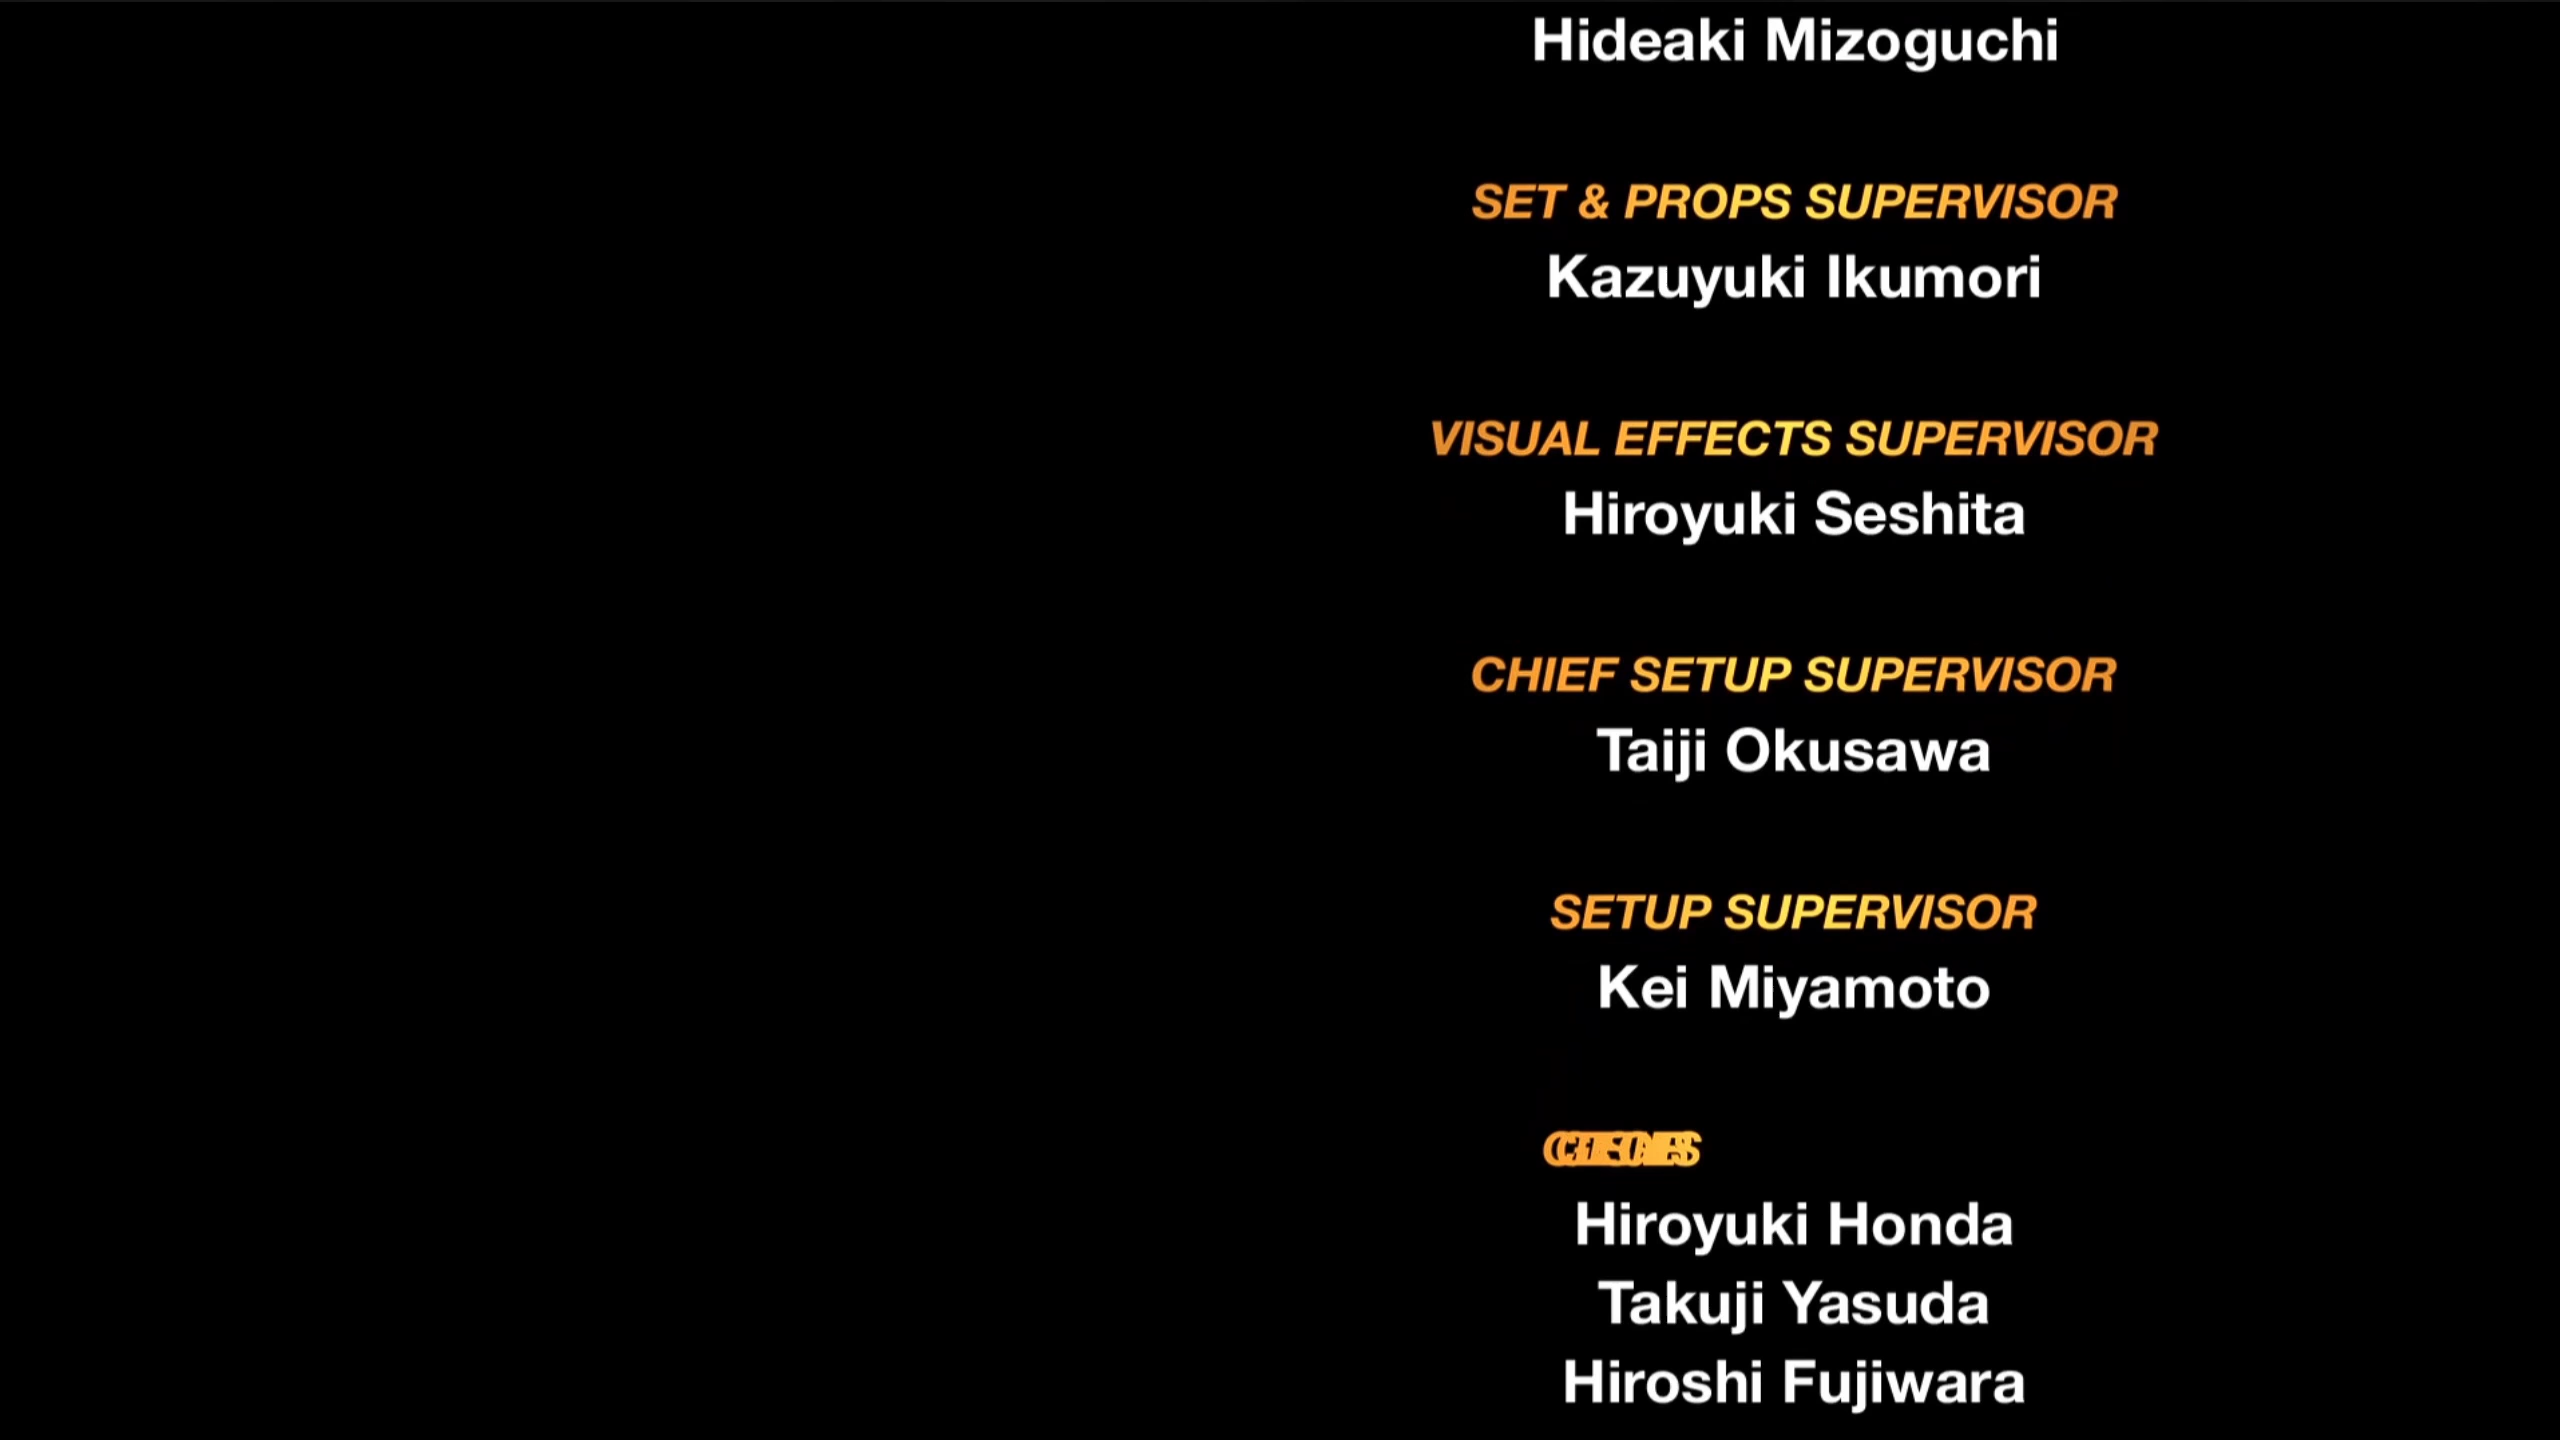 Hideaki Mizoguchi
SET & PROPS SUPERVISOR
Kazuyuki Ikumori
VISUAL EFFECTS SUPERVISOR
Hiroyuki Seshita
CHIEF SETUP SUPERVISOR
Taiji Okusawa
SETUP SUPERVISOR
Kei Miyamoto
Hiroyuki Honda
Takuji Yasuda
Hiroshi Fujiwara